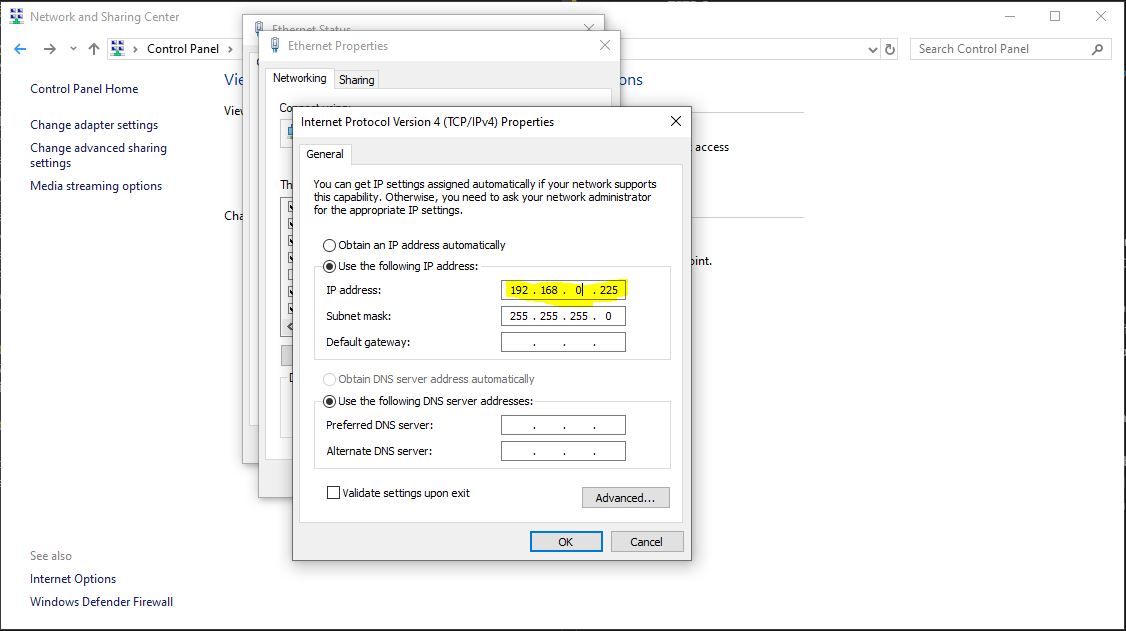 Network and Sharing Center
Ethernet Status
Ethernet Properties
Control Panel
Search Control Panel
Control Panel Home
Change adapter settings
Change advanced sharing
settings
Media streaming options
Networking
Sharing
Internet Protocol Version 4 (TCP/IPv4) Properties
General
access
You can get IP settings assigned automatically if your network supports
this capability. Otherwise, you need to ask your network administrator
for the appropriate IP settings.
Obtain an IP address automatically
Use the following IP address:
IP address: 192 . 168 . 0 . 225
Subnet mask: 255 . 255 . 255 . 0
Default gateway: . . .
Obtain DNS server address automatically
Use the following DNS server addresses:
Preferred DNS server: . . .
Alternate DNS server: . . .
Validate settings upon exit
Advanced...
OK Cancel
See also
Internet Options
Windows Defender Firewall